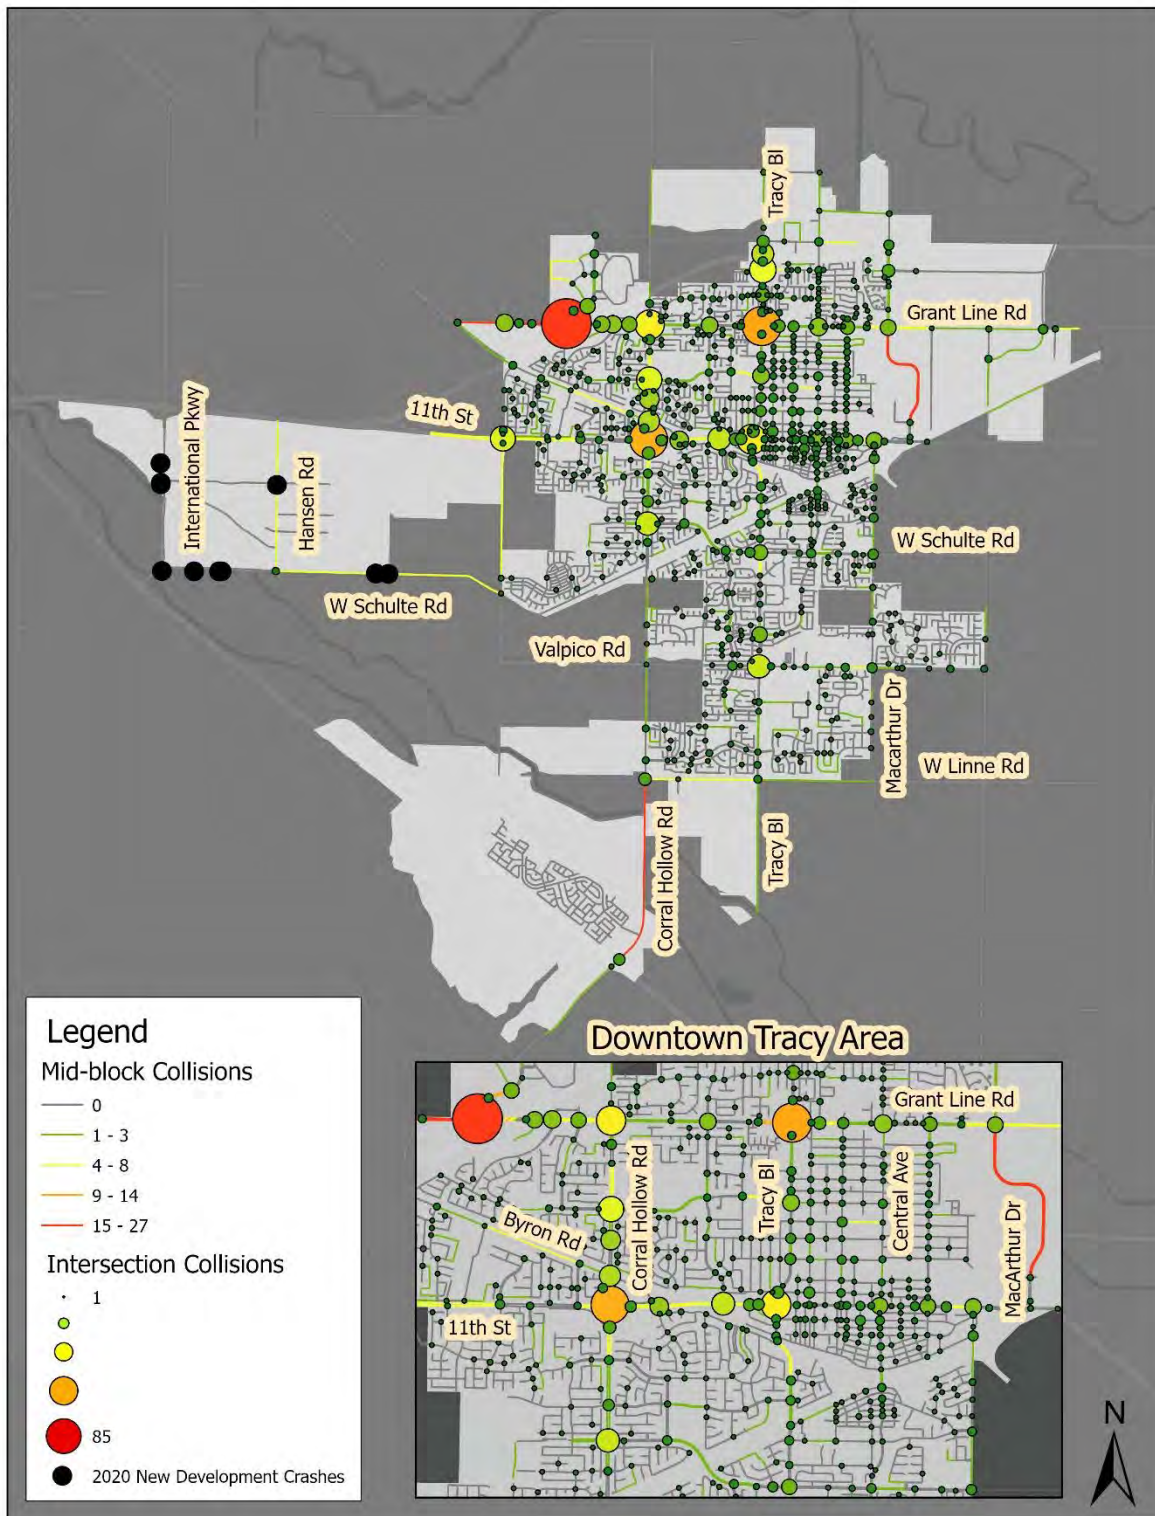 Tracy Bl
Grant Line Rd
11th St
International Pkwy
Hansen Rd
W Schulte Rd
W Schulte Rd
Valpico Rd
Macarthur Dr
W Linne Rd
Corral Hollow Rd
Tracy Bl
Legend
Mid-block Collisions
0
1 - 3
4 - 8
9 - 14
15 - 27
Intersection Collisions
1
85
2020 New Development Crashes
Downtown Tracy Area
Grant Line Rd
Corral Hollow Rd
Tracy Bl
Central Ave
Byron Rd
MacArthur Dr
11th St
N